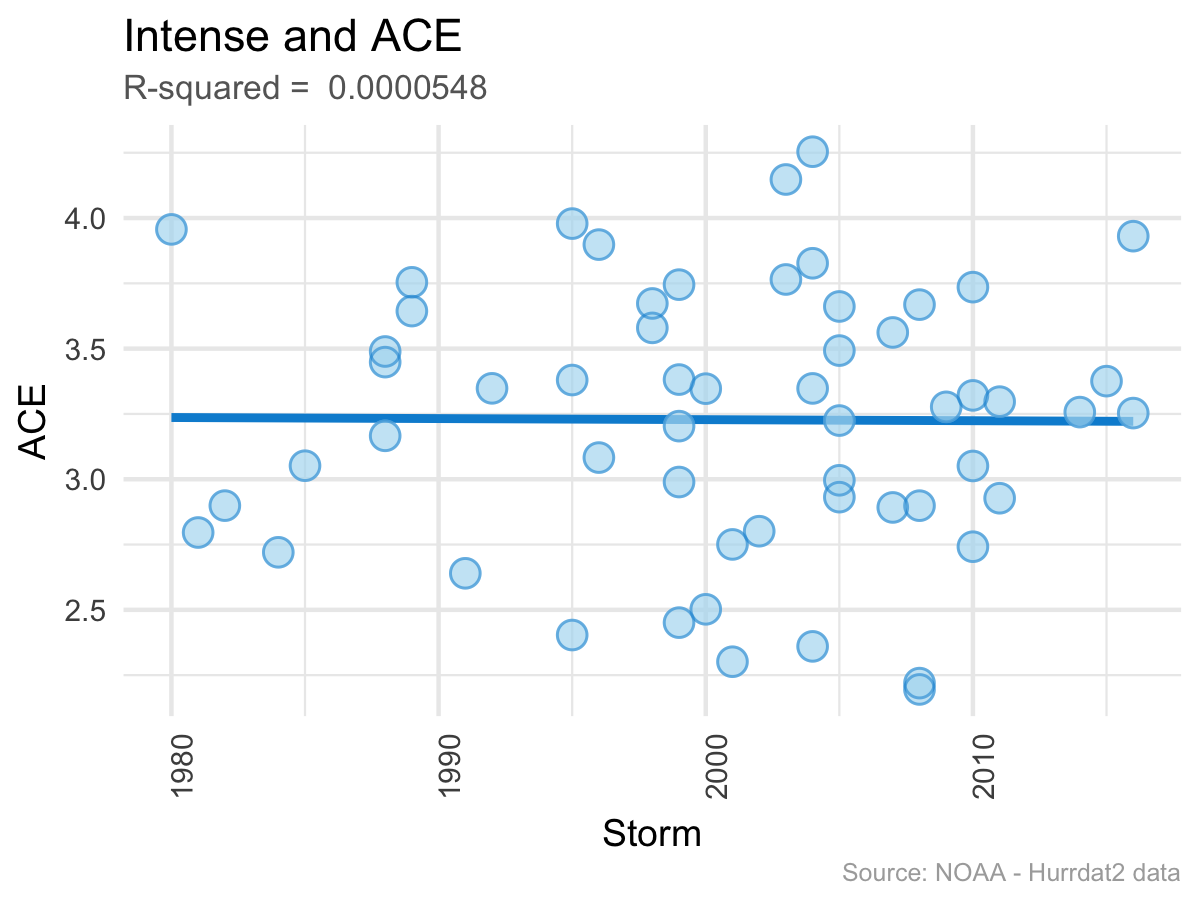 Intense and ACE
R-squared =  0.0000548
ACE
4.0
3.5
3.0
2.5
1980
1990
2000
2010
Storm
Source: NOAA - Hurrdat2 data